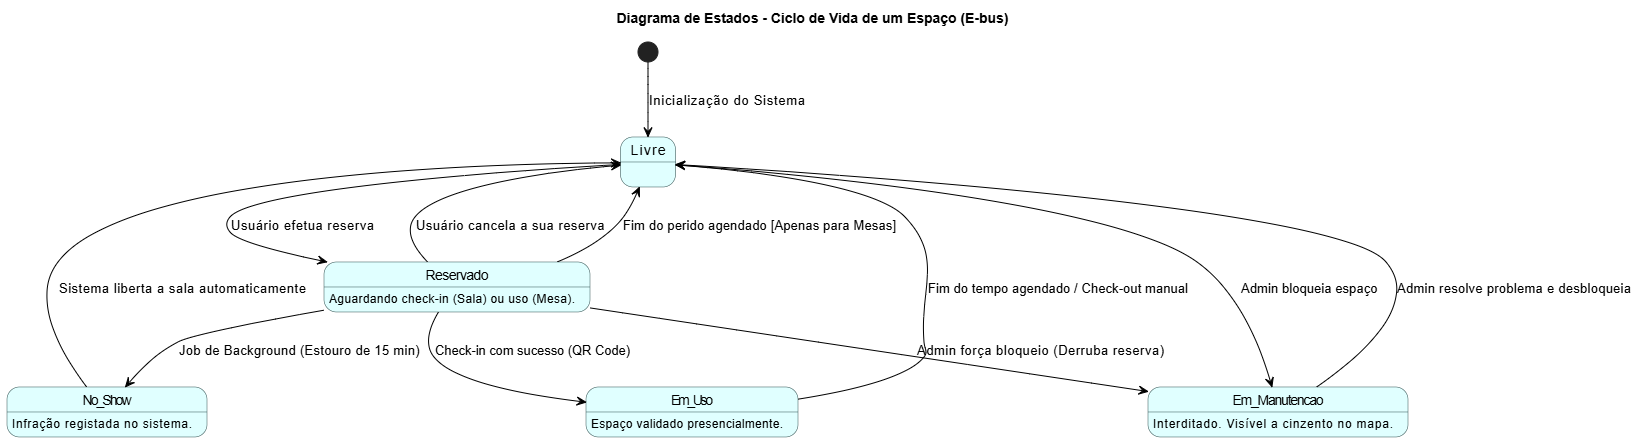 Diagrama de Estados - Ciclo de Vida de um Espaço (E-bus)
Inicialização do Sistema
Livre
Usuário efetua reserva
Usuário cancela a sua reserva
Fim do perido agendado [Apenas para Mesas]
Reservado
Aguardando check-in (Sala) ou uso (Mesa).
Sistema liberta a sala automaticamente
Fim do tempo agendado / Check-out manual
Admin bloqueia espaço
Admin resolve problema e desbloqueia
Job de Background (Estouro de 15 min)
Check-in com sucesso (QR Code)
Admin força bloqueio (Derruba reserva)
No_Show
Infração registada no sistema.
Em_Uso
Espaço validado presencialmente.
Em_Manutencao
Interditado. Visível a cinzento no mapa.